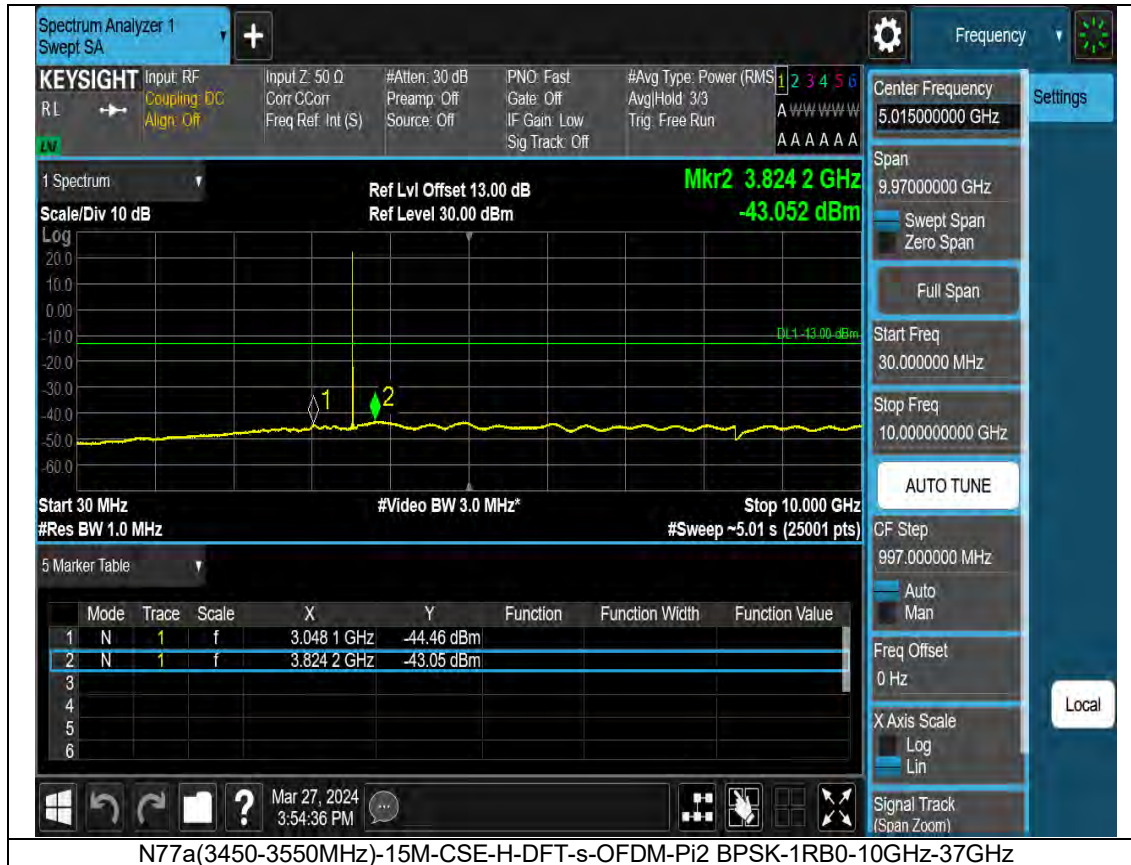 Spectrum Analyzer 1
Swept SA
Frequency
KEYSIGHT
RL
LNI
Input: RF
Coupling: DC
Align: Off
Input Z: 50 Ω
Corr CCorr
Freq Ref: Int (S)
#Atten: 30 dB
Preamp: Off
Source: Off
PNO: Fast
Gate: Off
IF Gain: Low
Sig Track: Off
#Avg Type: Power (RMS
Avg|Hold: 3/3
Trig: Free Run
1 2 3 4 5 6
A W W W W W
A A A A A A
1 Spectrum
Scale/Div 10 dB
Ref Lvl Offset 13.00 dB
Ref Level 30.00 dBm
Mkr2 3.824 2 GHz
-43.052 dBm
Log
20.0
10.0
0.00
-10.0
-20.0
-30.0
-40.0
-50.0
-60.0
DL1 -13.00 dBm
1
2
Start 30 MHz
#Video BW 3.0 MHz*
Stop 10.000 GHz
#Res BW 1.0 MHz
#Sweep ~5.01 s (25001 pts)
5 Marker Table
Mode Trace Scale X Y Function Function Width Function Value
1 N 1 f 3.048 1 GHz -44.46 dBm
2 N 1 f 3.824 2 GHz -43.05 dBm
3
4
5
6
Mar 27, 2024
3:54:36 PM
Center Frequency
5.015000000 GHz
Settings
Span
9.97000000 GHz
Swept Span
Zero Span
Full Span
Start Freq
30.000000 MHz
Stop Freq
10.000000000 GHz
AUTO TUNE
CF Step
997.000000 MHz
Auto
Man
Freq Offset
0 Hz
Local
X Axis Scale
Log
Lin
Signal Track
(Span Zoom)
N77a(3450-3550MHz)-15M-CSE-H-DFT-s-OFDM-Pi2 BPSK-1RB0-10GHz-37GHz